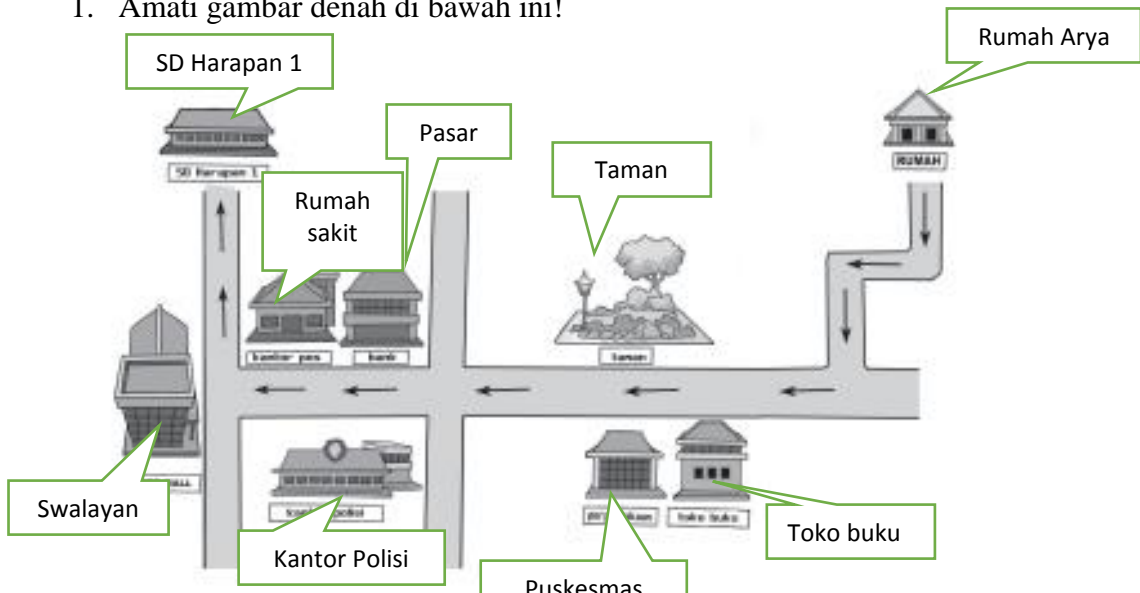 1. Amati gambar denah di bawah ini!
Rumah Arya
SD Harapan 1
Pasar
Taman
RUMAH
SD Harapan 1
Rumah
sakit
kantor pos
bank
taman
Swalayan
Kantor Polisi
toko buku
Toko buku
Puskesmas